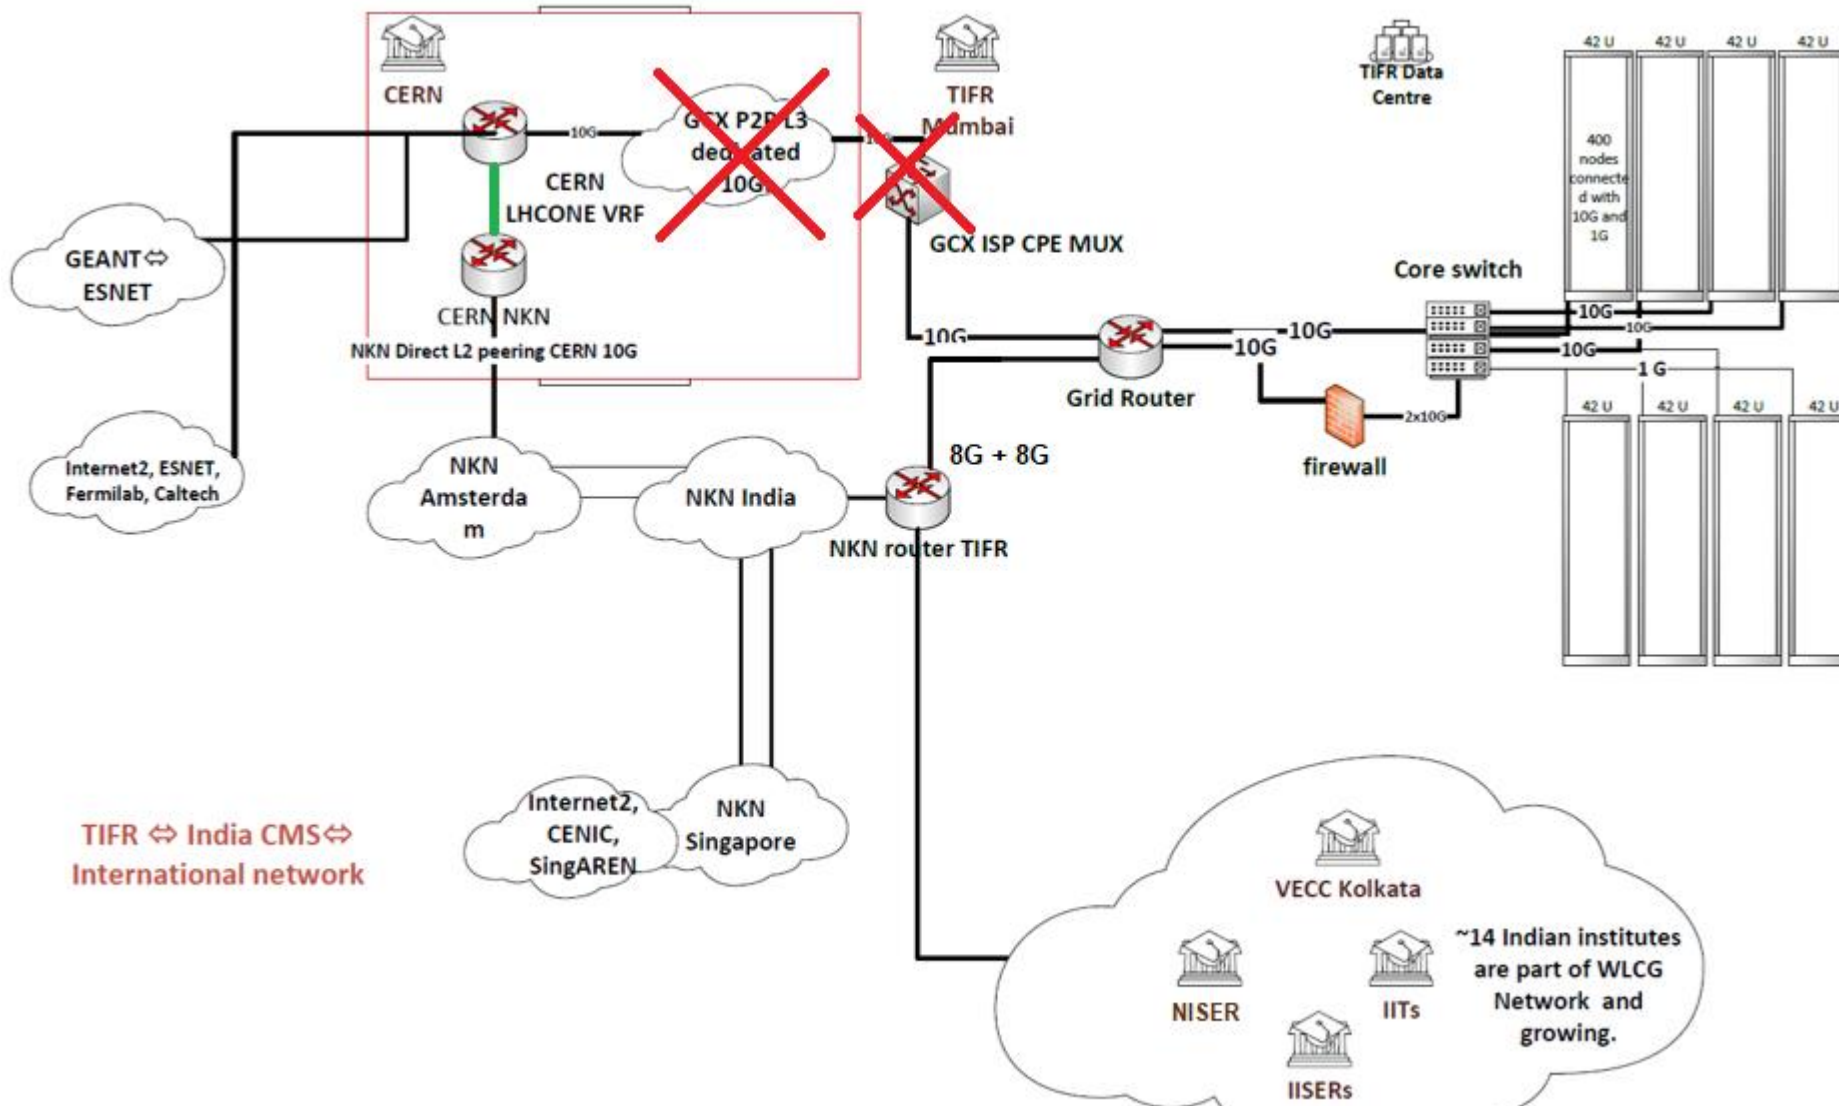 CERN
10G
GCX P2P L3
dedicated
10G
10G
TIFR
Mumbai
TIFR Data
Centre
42 U
42 U
42 U
42 U
400
nodes
connecte
d with
10G and
1G
CERN
LHCONE VRF
GCX ISP CPE MUX
GEANT⇔
ESNET
CERN NKN
NKN Direct L2 peering CERN 10G
Core switch
10G
10G
10G
1 G
10G
10G
10G
Grid Router
firewall
2x10G
42 U
42 U
42 U
42 U
Internet2, ESNET,
Fermilab, Caltech
NKN
Amsterda
m
NKN India
8G + 8G
NKN router TIFR
TIFR ⇔ India CMS⇔
International network
Internet2,
CENIC,
SingAREN
NKN
Singapore
VECC Kolkata
NISER
IITs
IISERs
~14 Indian institutes
are part of WLCG
Network and
growing.